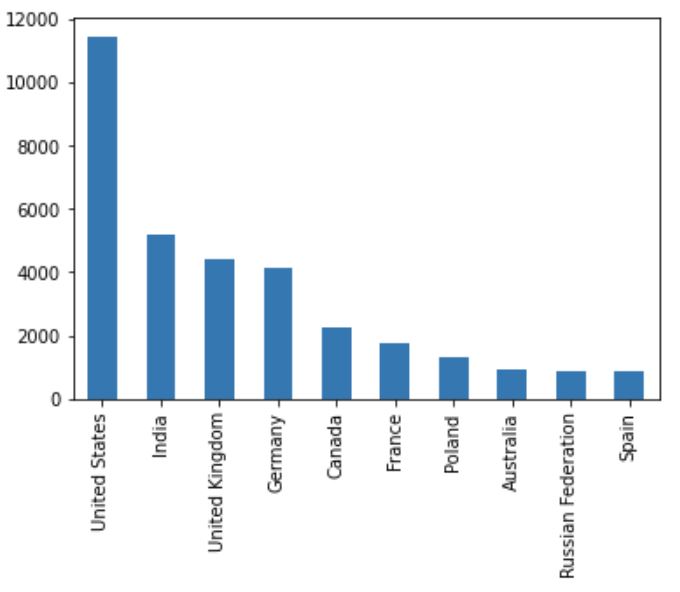 12000
10000
8000
6000
4000
2000
0
United States
India
United Kingdom
Germany
Canada
France
Poland
Australia
Russian Federation
Spain